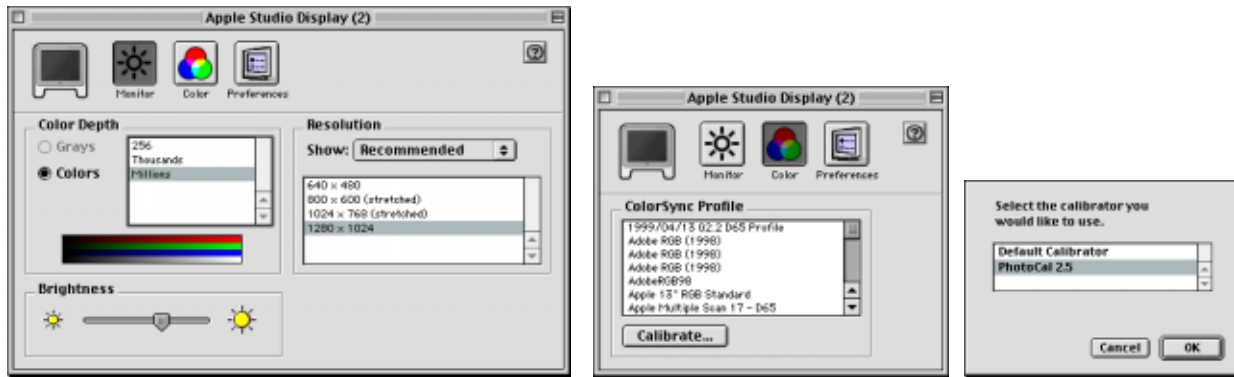 Apple Studio Display (2)
Monitor
Color
Preferences
Color Depth
Grays
Colors
256
Thousands
Millions
Resolution
Show: Recommended
640 x 480
800 x 600 (stretched)
1024 x 768 (stretched)
1280 x 1024
Brightness
Apple Studio Display (2)
Monitor
Color
Preferences
ColorSync Profile
1999/04/13 G2.2 D65 Profile
Adobe RGB (1998)
Adobe RGB (1998)
Adobe RGB (1998)
AdobeRGB98
Apple 13" RGB Standard
Apple Multiple Scan 17 - D65
Calibrate...
Select the calibrator you
would like to use.
Default Calibrator
PhotoCal 2.5
Cancel
OK